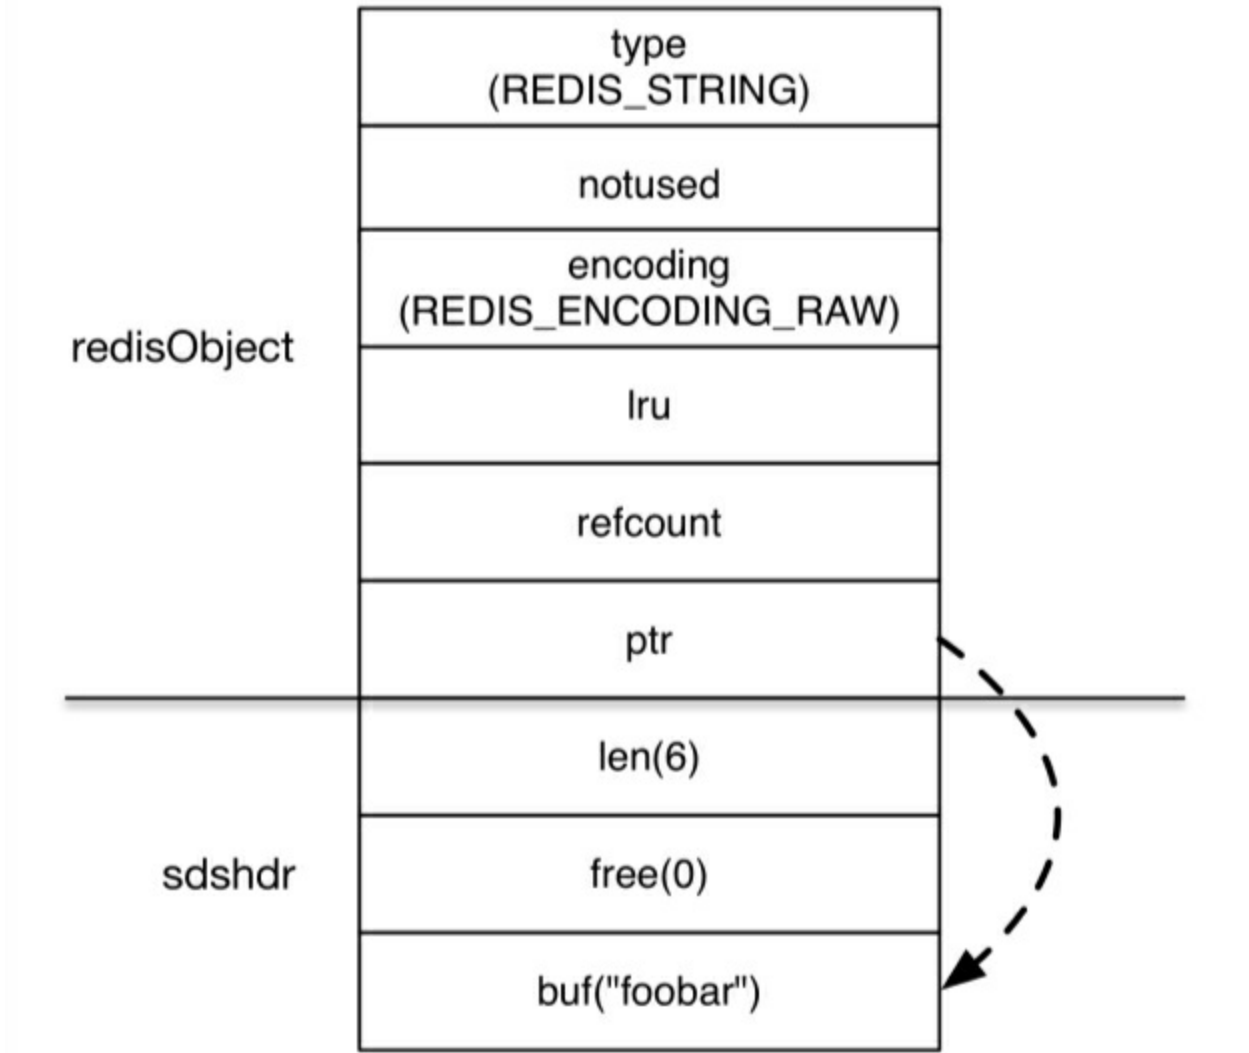 type
(REDIS_STRING)
notused
encoding
(REDIS_ENCODING_RAW)
redisObject
lru
refcount
ptr
len(6)
sdshdr
free(0)
buf("foobar")